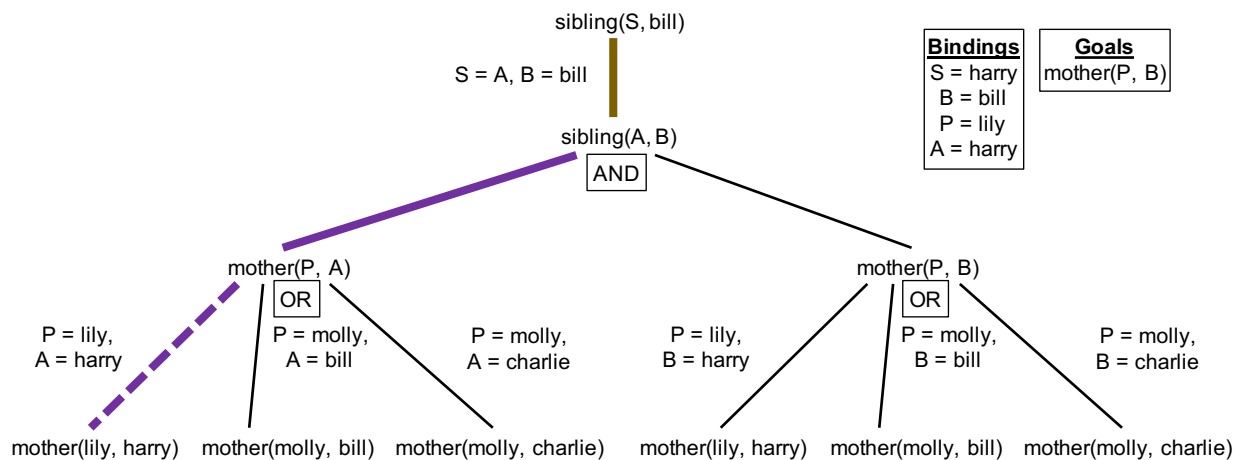 sibling(S, bill)
S = A, B = bill
sibling(A, B)
AND
Bindings
S = harry
B = bill
P = lily
A = harry
Goals
mother(P, B)
mother(P, A)
OR
P = lily,
A = harry
P = molly,
A = bill
P = molly,
A = charlie
mother(lily, harry)
mother(molly, bill)
mother(molly, charlie)
mother(P, B)
OR
P = lily,
B = harry
P = molly,
B = bill
P = molly,
B = charlie
mother(lily, harry)
mother(molly, bill)
mother(molly, charlie)